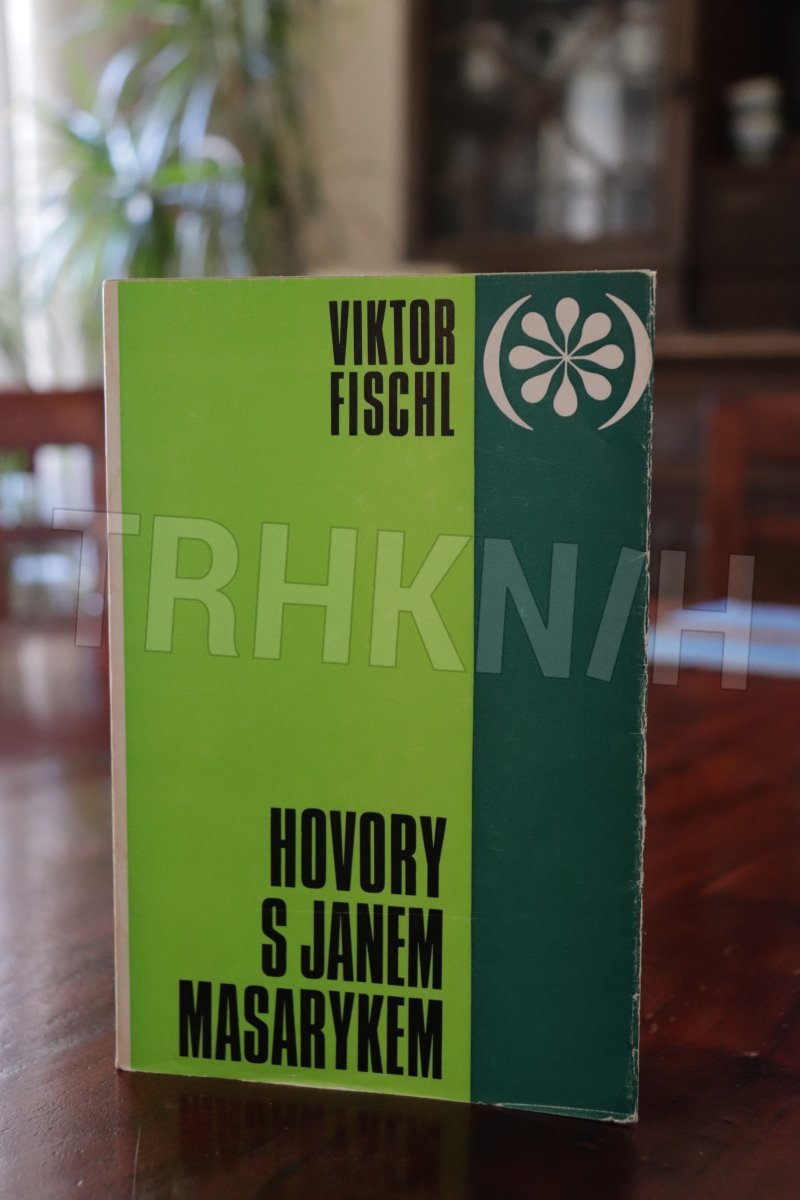 VIKTOR
FISCHL
TRHKNIH
HOVORY
S JANEM
MASARYKEM